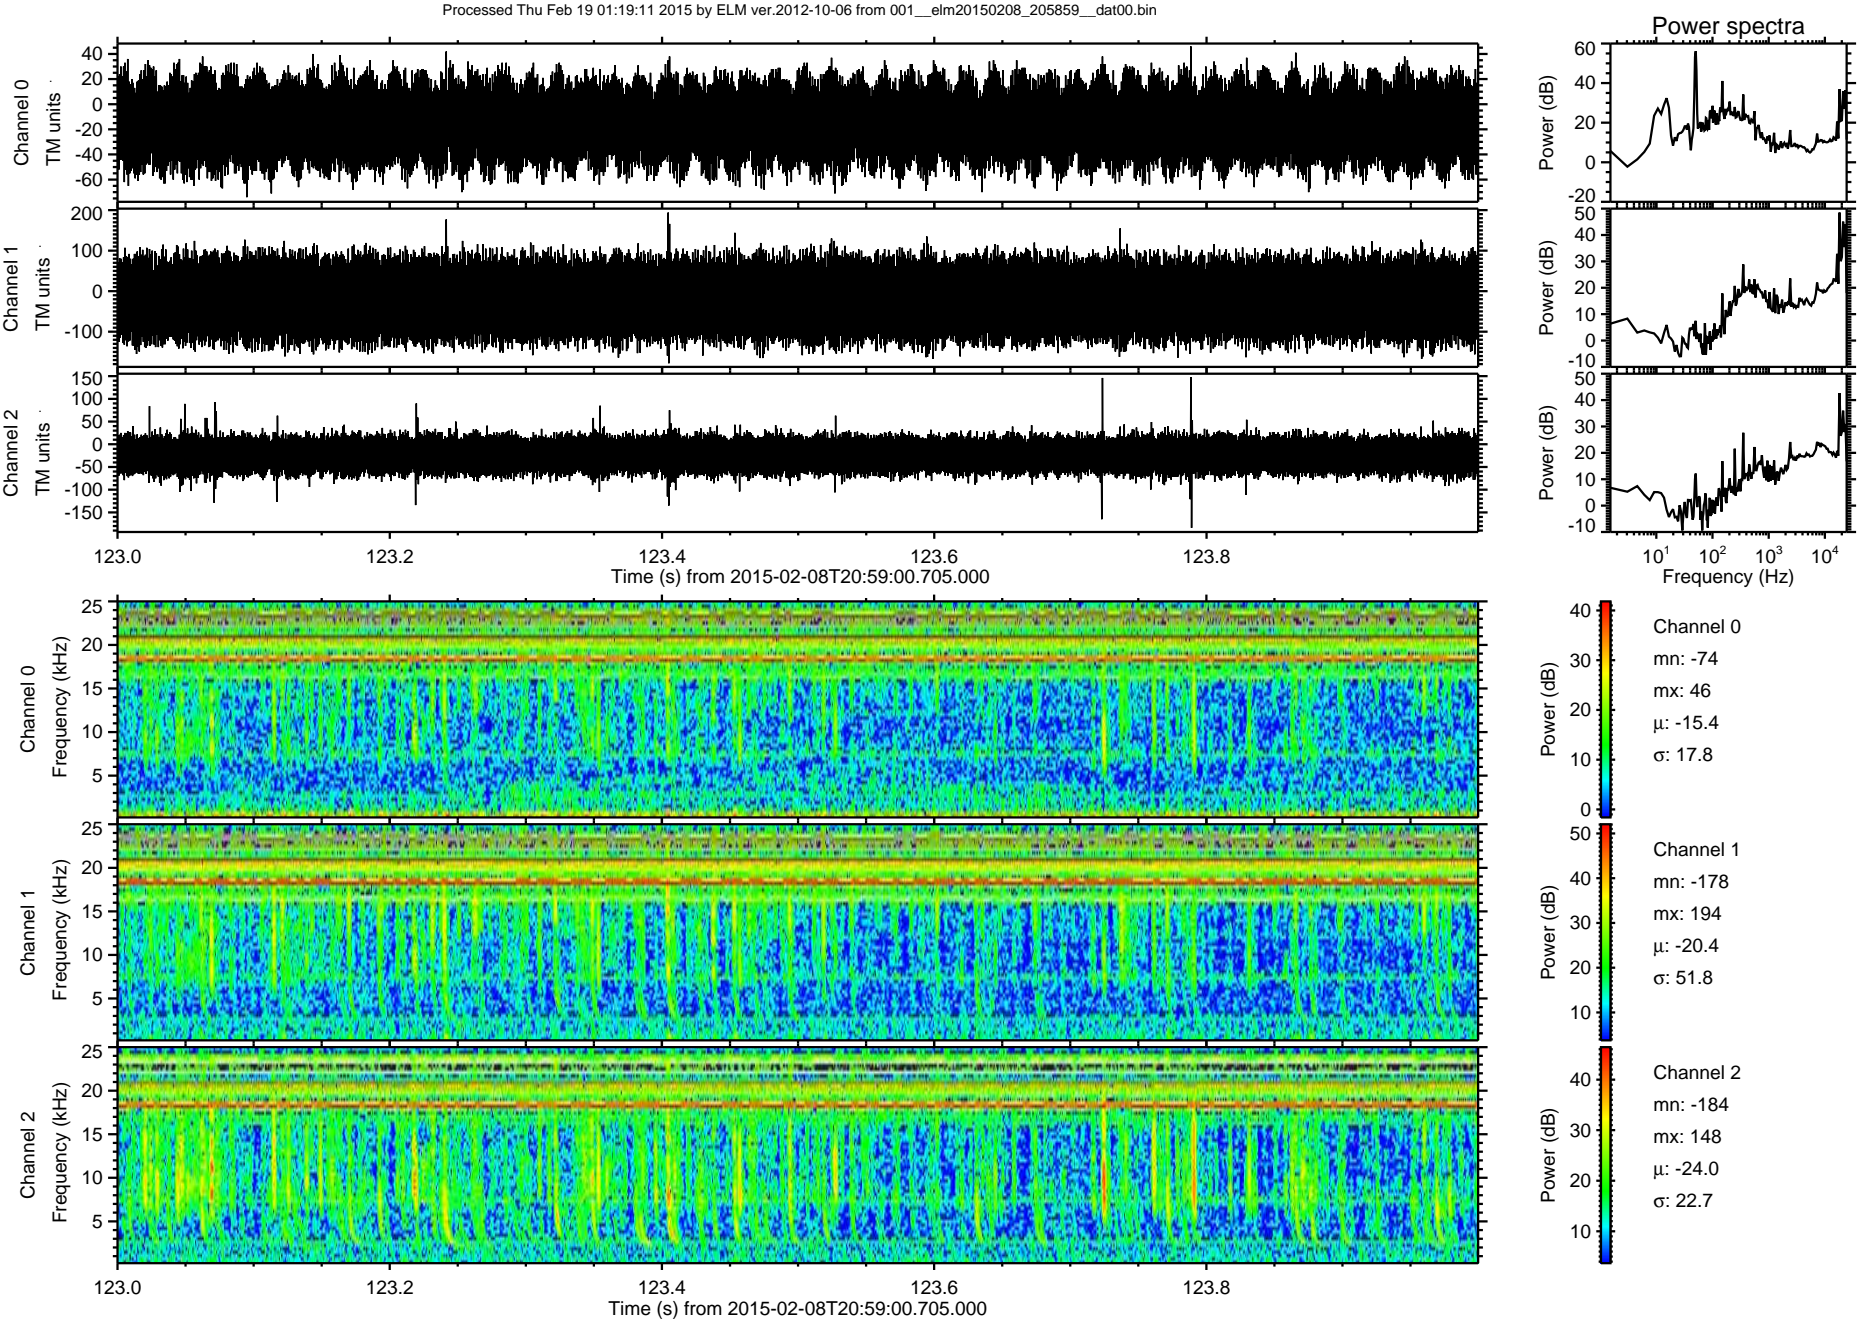 Processed Thu Feb 19 01:19:11 2015 by ELM ver.2012-10-06 from 001__elm20150208_205859__dat00.bin
Power spectra
Channel 0
TM units
40
20
0
-20
-40
-60
Power (dB)
60
40
20
0
-20
Channel 1
TM units
200
100
0
-100
Power (dB)
50
40
30
20
10
0
-10
Channel 2
TM units
150
100
50
0
-50
-100
-150
Power (dB)
50
40
30
20
10
0
-10
123.0 123.2 123.4 123.6 123.8
Time (s) from 2015-02-08T20:59:00.705.000
10¹ 10² 10³ 10⁴
Frequency (Hz)
Channel 0
Frequency (kHz)
25
20
15
10
5
Power (dB)
40
30
20
10
0
Channel 0
mn: -74
mx: 46
μ: -15.4
σ: 17.8
Channel 1
Frequency (kHz)
25
20
15
10
5
Power (dB)
50
40
30
20
10
Channel 1
mn: -178
mx: 194
μ: -20.4
σ: 51.8
Channel 2
Frequency (kHz)
25
20
15
10
5
Power (dB)
40
30
20
10
Channel 2
mn: -184
mx: 148
μ: -24.0
σ: 22.7
123.0 123.2 123.4 123.6 123.8
Time (s) from 2015-02-08T20:59:00.705.000